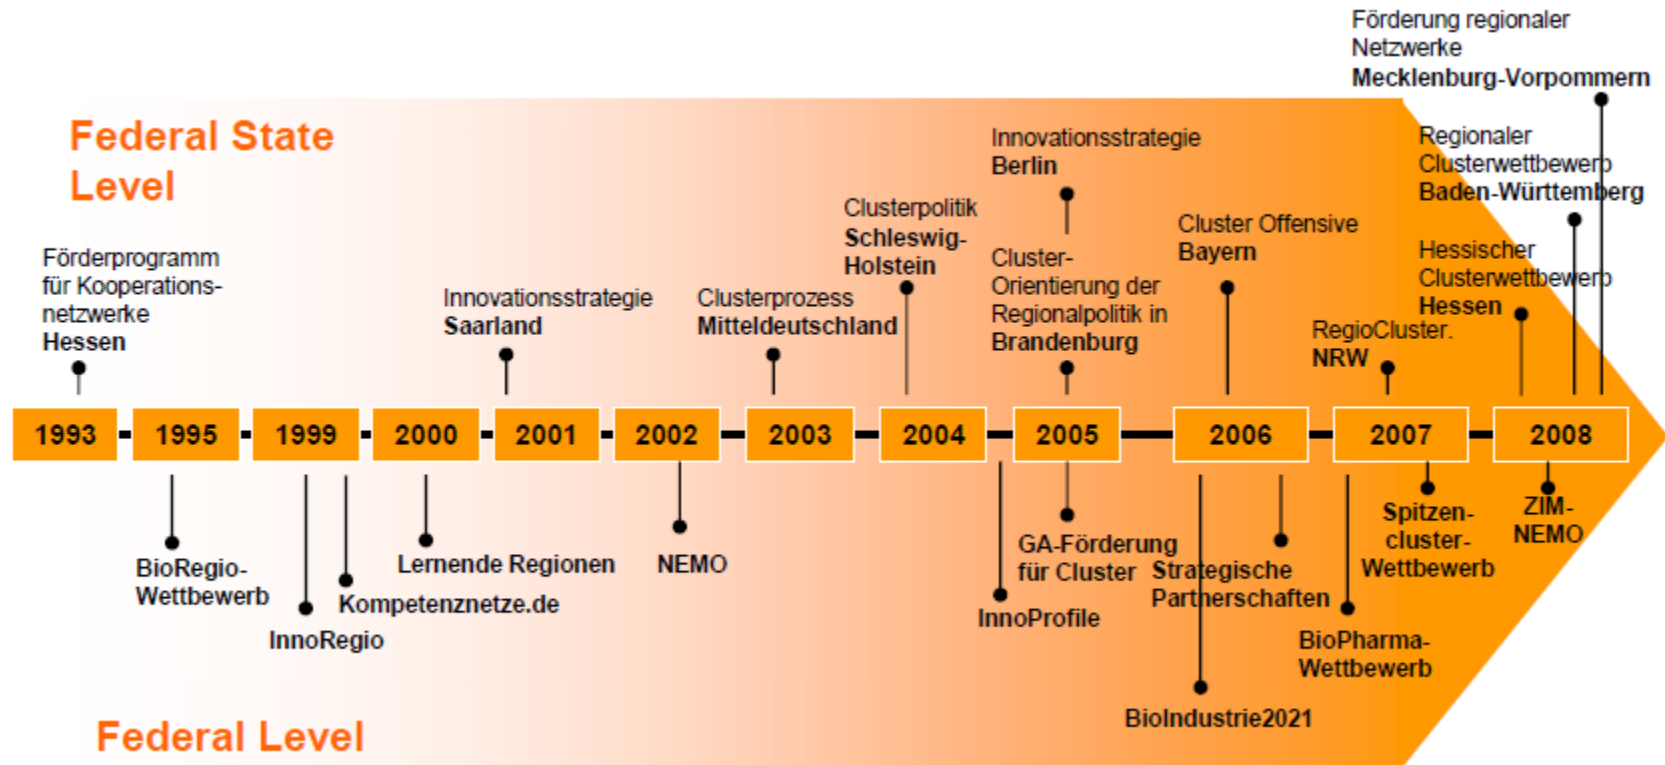 Federal State
Level
Förderprogramm
für Kooperations-
netzwerke
Hessen
Innovationsstrategie
Saarland
Clusterprozess
Mitteldeutschland
Clusterpolitik
Schleswig-
Holstein
Innovationsstrategie
Berlin
Cluster-
Orientierung der
Regionalpolitik in
Brandenburg
Cluster Offensive
Bayern
RegioCluster.
NRW
Förderung regionaler
Netzwerke
Mecklenburg-Vorpommern
Regionaler
Clusterwettbewerb
Baden-Württemberg
Hessischer
Clusterwettbewerb
Hessen
1993
1995
1999
2000
2001
2002
2003
2004
2005
2006
2007
2008
BioRegio-
Wettbewerb
InnoRegio
Kompetenznetze.de
Lernende Regionen
NEMO
InnoProfile
GA-Förderung
für Cluster
BioIndustrie2021
Strategische
Partnerschaften
BioPharma-
Wettbewerb
Spitzen-
cluster-
Wettbewerb
ZIM-
NEMO
Federal Level